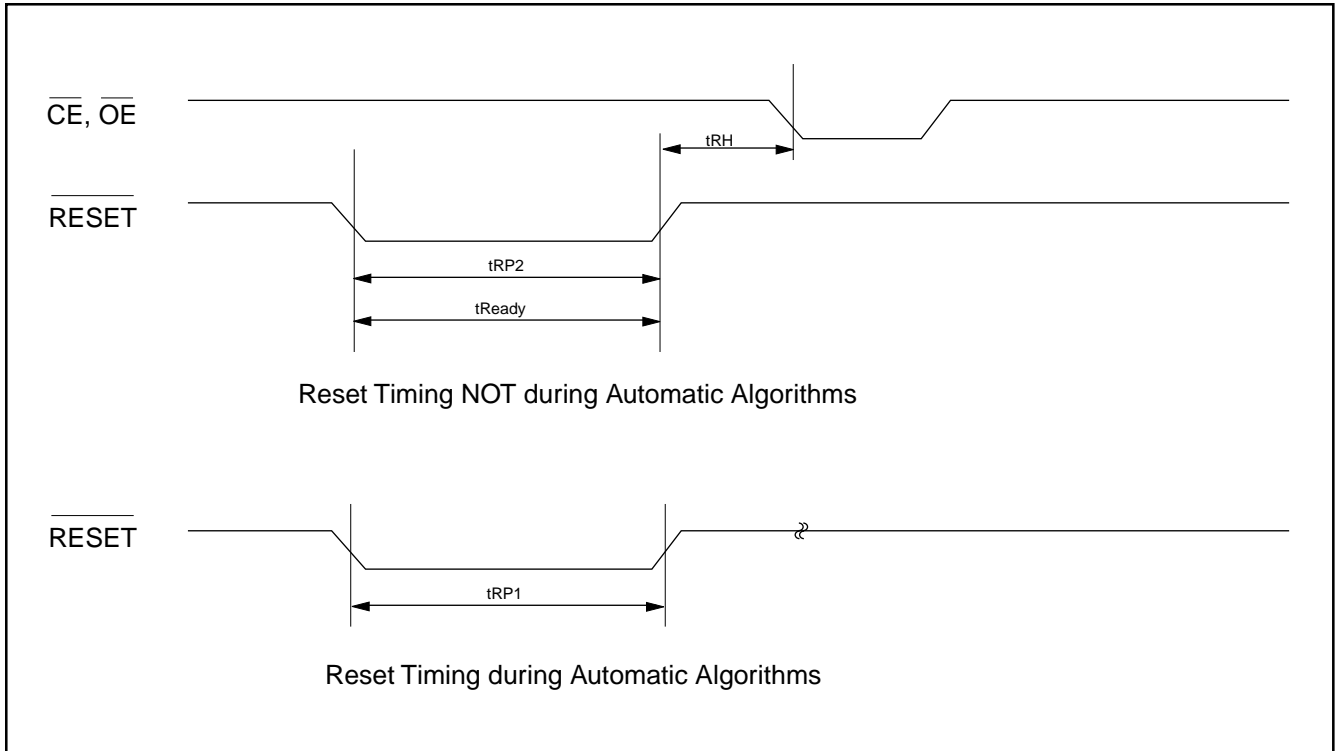 CE, OE
tRH
RESET
tRP2
tReady
Reset Timing NOT during Automatic Algorithms
RESET
tRP1
Reset Timing during Automatic Algorithms